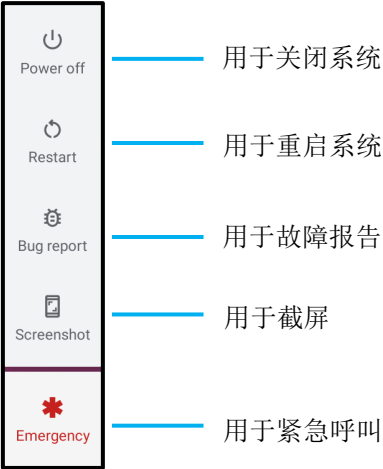 Power off
用于关闭系统
Restart
用于重启系统
Bug report
用于故障报告
Screenshot
用于截屏
Emergency
用于紧急呼叫